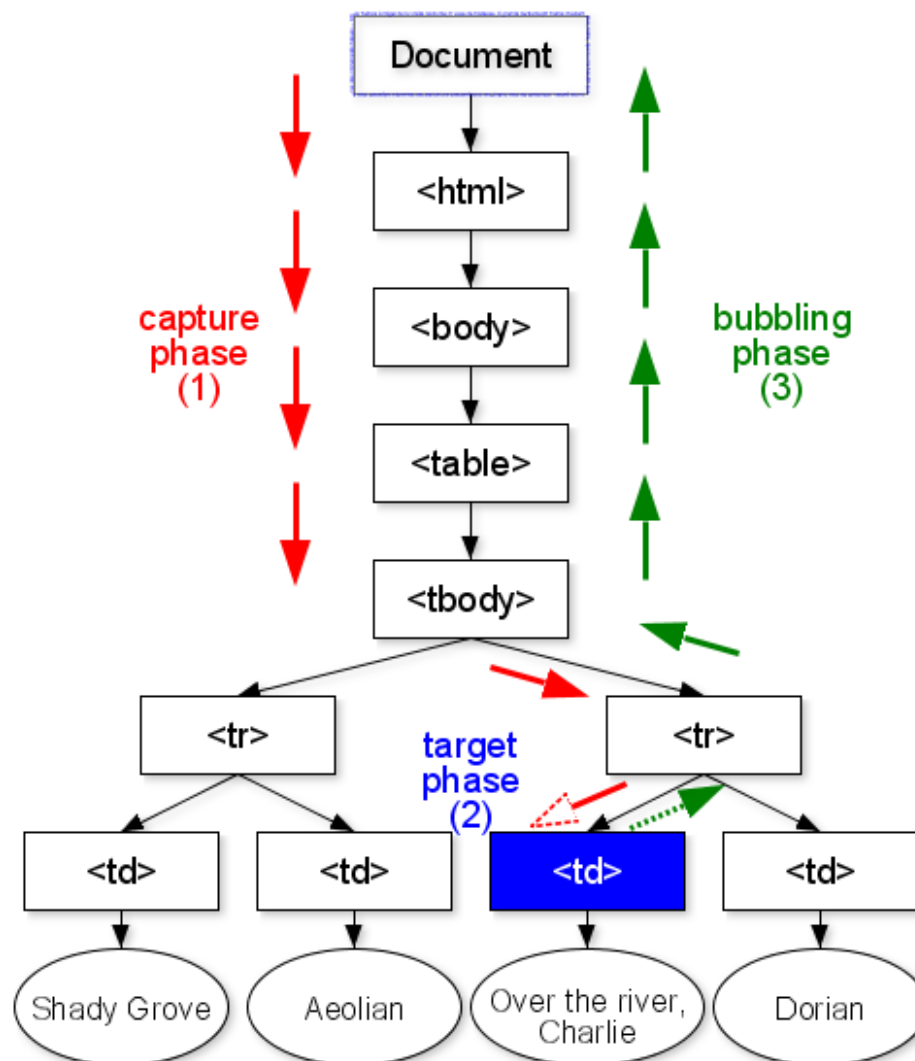 Document
<html>
capture
phase
(1)
<body>
bubbling
phase
(3)
<table>
<tbody>
<tr>
target
phase
(2)
<tr>
<td>
<td>
<td>
<td>
Shady Grove
Aeolian
Over the river,
Charlie
Dorian